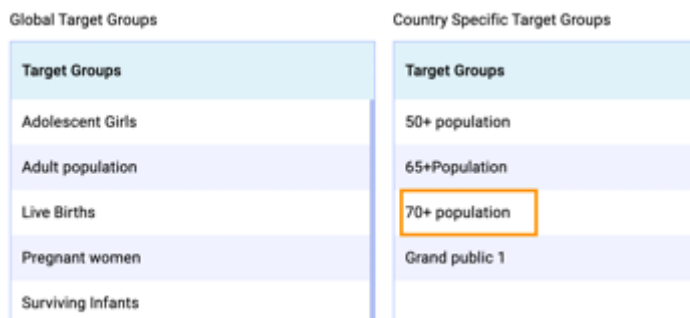 Global Target Groups
Target Groups
Adolescent Girls
Adult population
Live Births
Pregnant women
Surviving Infants
Country Specific Target Groups
Target Groups
50+ population
65+Population
70+ population
Grand public 1